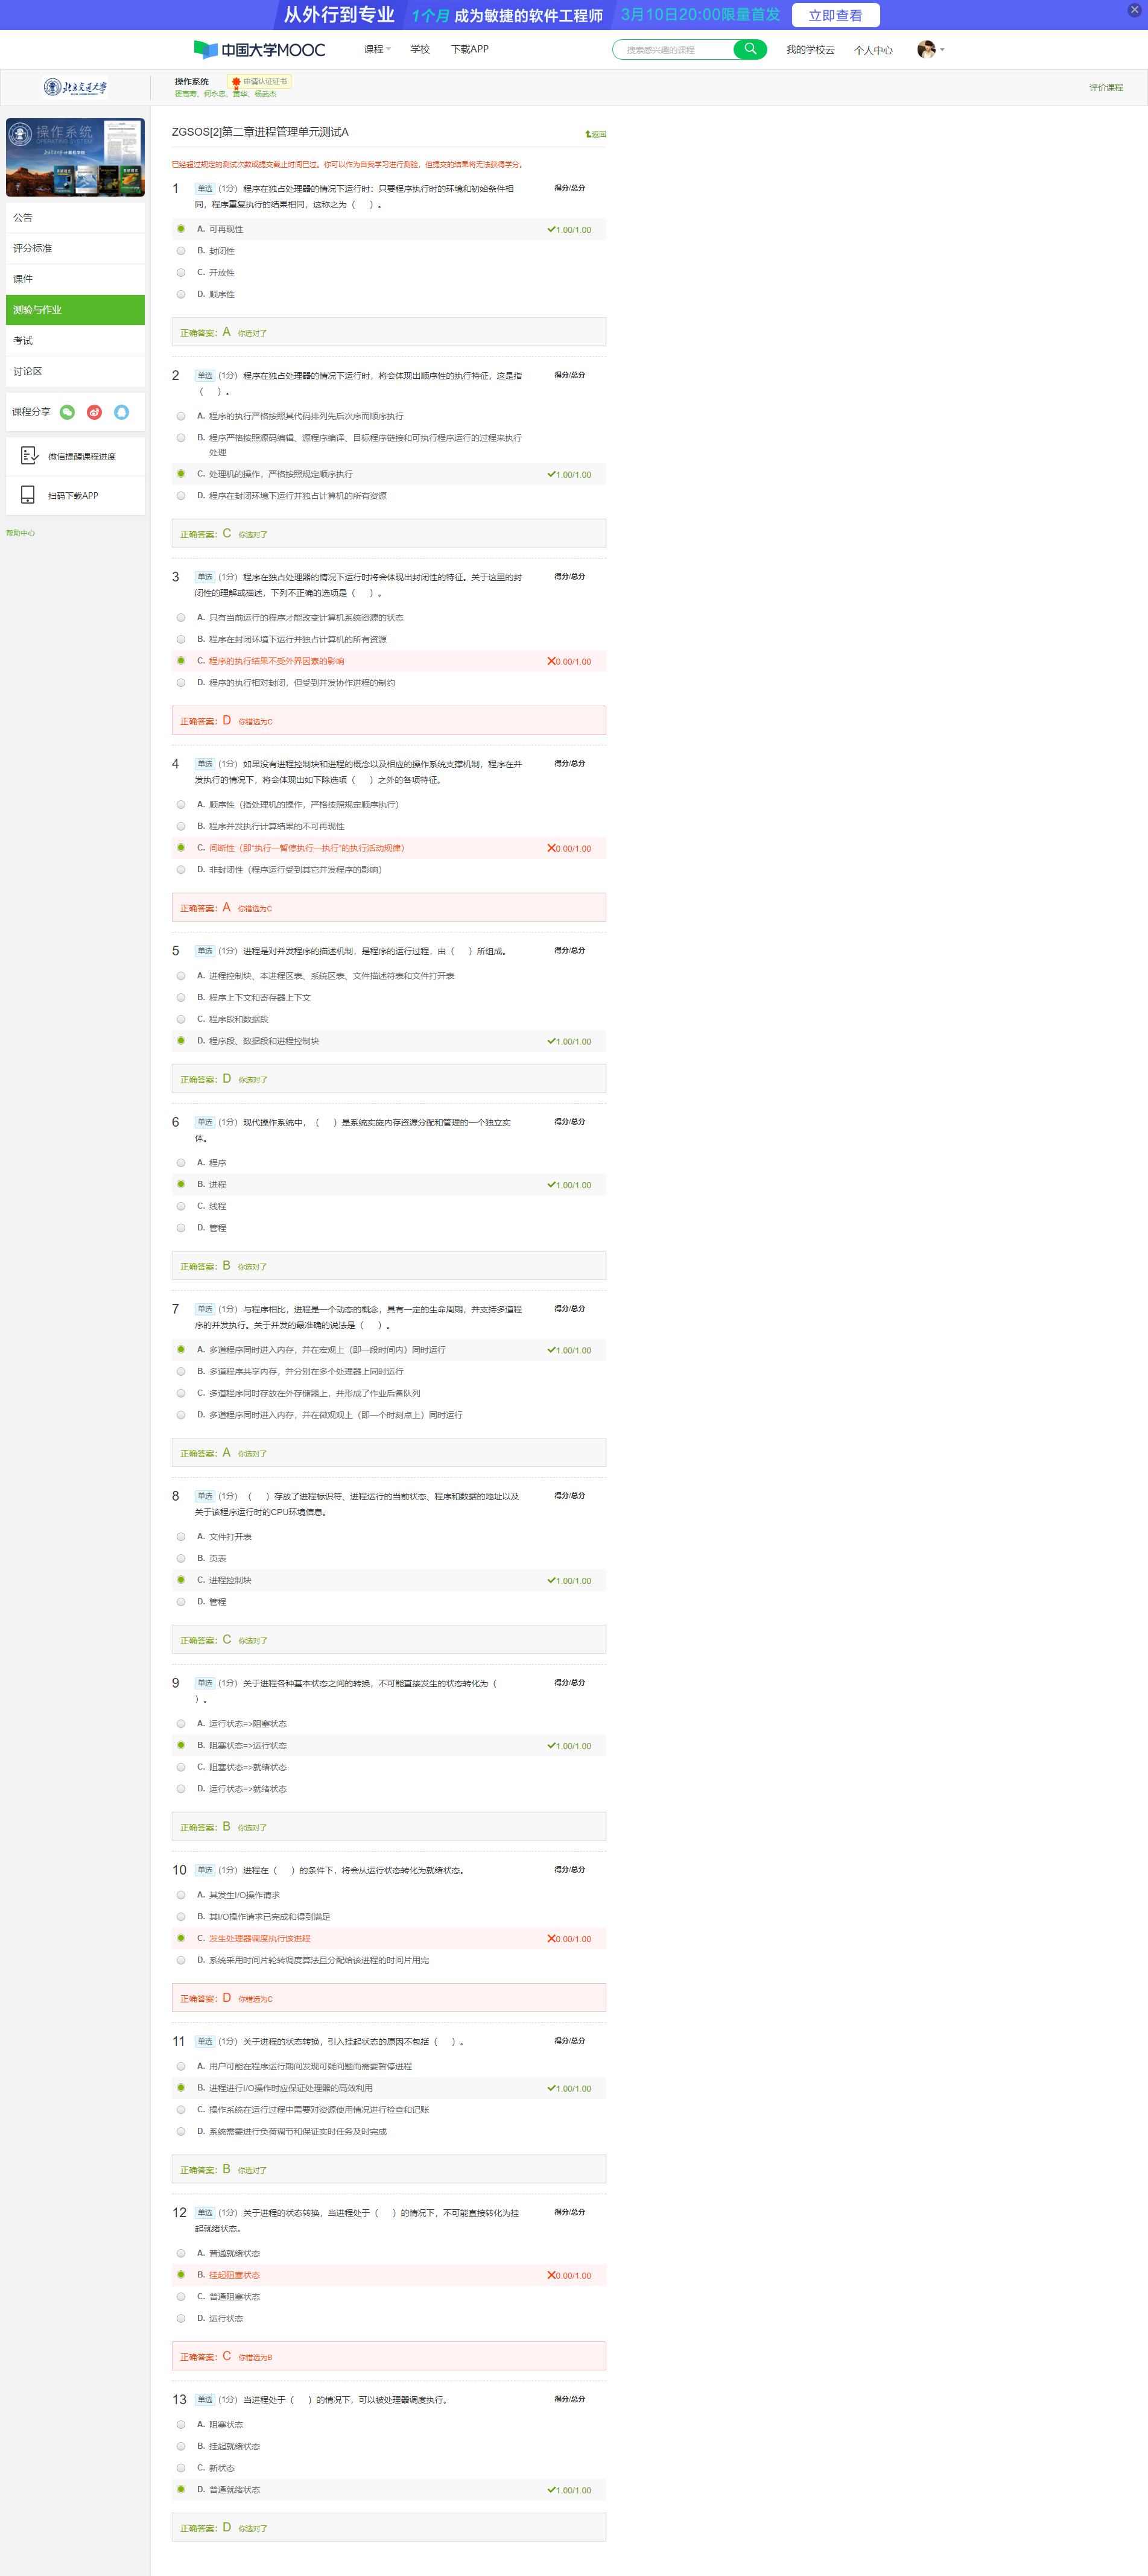 从外行到专业 1个月 成为敏捷的软件工程师 3月10日20:00限量首发 立即查看
中国大学MOOC 课程 学校 下载APP 搜索感兴趣的课程 我的学校云 个人中心
北京交通大学 操作系统 申请认证证书 评价课程
翟高寿、何永忠、黄华、杨武杰
操作系统
OPERATING SYSTEM
公告
评分标准
课件
测验与作业
考试
讨论区
课程分享
微信提醒课程进度
扫码下载APP
帮助中心
ZGSOS[2]第二章进程管理单元测试A 返回
已经超过规定的测试次数或提交截止时间已过。你可以作为自我学习进行测验，但提交的结果将无法获得学分。
1 单选 (1分) 程序在独占处理器的情况下运行时：只要程序执行时的环境和初始条件相 得分/总分
同，程序重复执行的结果相同，这称之为（ ）。
A. 可再现性 1.00/1.00
B. 封闭性
C. 开放性
D. 顺序性
正确答案：A 你选对了
2 单选 (1分) 程序在独占处理器的情况下运行时，将会体现出顺序性的执行特征，这是指 得分/总分
（ ）。
A. 程序的执行严格按照其代码排列先后次序而顺序执行
B. 程序严格按照源码编辑、源程序编译、目标程序链接和可执行程序运行的过程来执行
处理
C. 处理机的操作，严格按照规定顺序执行 1.00/1.00
D. 程序在封闭环境下运行并独占计算机的所有资源
正确答案：C 你选对了
3 单选 (1分) 程序在独占处理器的情况下运行时将会体现出封闭性的特征。关于这里的封 得分/总分
闭性的理解或描述，下列不正确的选项是（ ）。
A. 只有当前运行的程序才能改变计算机系统资源的状态
B. 程序在封闭环境下运行并独占计算机的所有资源
C. 程序的执行结果不受外界因素的影响 0.00/1.00
D. 程序的执行相对封闭，但受到并发协作进程的制约
正确答案：D 你错选为C
4 单选 (1分) 如果没有进程控制块和进程的概念以及相应的操作系统支撑机制，程序在并 得分/总分
发执行的情况下，将会体现出如下除选项（ ）之外的各项特征。
A. 顺序性（指处理机的操作，严格按照规定顺序执行）
B. 程序并发执行计算结果的不可再现性
C. 间断性（即“执行—暂停执行—执行”的执行活动规律） 0.00/1.00
D. 非封闭性（程序运行受到其它并发程序的影响）
正确答案：A 你错选为C
5 单选 (1分) 进程是对并发程序的描述机制，是程序的运行过程，由（ ）所组成。 得分/总分
A. 进程控制块、本进程区表、系统区表、文件描述符表和文件打开表
B. 程序上下文和寄存器上下文
C. 程序段和数据段
D. 程序段、数据段和进程控制块 1.00/1.00
正确答案：D 你选对了
6 单选 (1分) 现代操作系统中，（ ）是系统实施内存资源分配和管理的一个独立实 得分/总分
体。
A. 程序
B. 进程 1.00/1.00
C. 线程
D. 管程
正确答案：B 你选对了
7 单选 (1分) 与程序相比，进程是一个动态的概念，具有一定的生命周期，并支持多道程 得分/总分
序的并发执行。关于并发的最准确的说法是（ ）。
A. 多道程序同时进入内存，并在宏观上（即一段时间内）同时运行 1.00/1.00
B. 多道程序共享内存，并分别在多个处理器上同时运行
C. 多道程序同时存放在外存储器上，并形成了作业后备队列
D. 多道程序同时进入内存，并在微观观上（即一个时刻点上）同时运行
正确答案：A 你选对了
8 单选 (1分) （ ）存放了进程标识符、进程运行的当前状态、程序和数据的地址以及 得分/总分
关于该程序运行时的CPU环境信息。
A. 文件打开表
B. 页表
C. 进程控制块 1.00/1.00
D. 管程
正确答案：C 你选对了
9 单选 (1分) 关于进程各种基本状态之间的转换，不可能直接发生的状态转化为（ 得分/总分
）。
A. 运行状态=>阻塞状态
B. 阻塞状态=>运行状态 1.00/1.00
C. 阻塞状态=>就绪状态
D. 运行状态=>就绪状态
正确答案：B 你选对了
10 单选 (1分) 进程在（ ）的条件下，将会从运行状态转化为就绪状态。 得分/总分
A. 其发生I/O操作请求
B. 其I/O操作请求已完成和得到满足
C. 发生处理器调度执行该进程 0.00/1.00
D. 系统采用时间片轮转调度算法且分配给该进程的时间片用完
正确答案：D 你错选为C
11 单选 (1分) 关于进程的状态转换，引入挂起状态的原因不包括（ ）。 得分/总分
A. 用户可能在程序运行期间发现可疑问题而需要暂停进程
B. 进程进行I/O操作时应保证处理器的高效利用 1.00/1.00
C. 操作系统在运行过程中需要对资源使用情况进行检查和记账
D. 系统需要进行负荷调节和保证实时任务及时完成
正确答案：B 你选对了
12 单选 (1分) 关于进程的状态转换，当进程处于（ ）的情况下，不可能直接转化为挂 得分/总分
起就绪状态。
A. 普通就绪状态
B. 挂起阻塞状态 0.00/1.00
C. 普通阻塞状态
D. 运行状态
正确答案：C 你错选为B
13 单选 (1分) 当进程处于（ ）的情况下，可以被处理器调度执行。 得分/总分
A. 阻塞状态
B. 挂起就绪状态
C. 新状态
D. 普通就绪状态 1.00/1.00
正确答案：D 你选对了